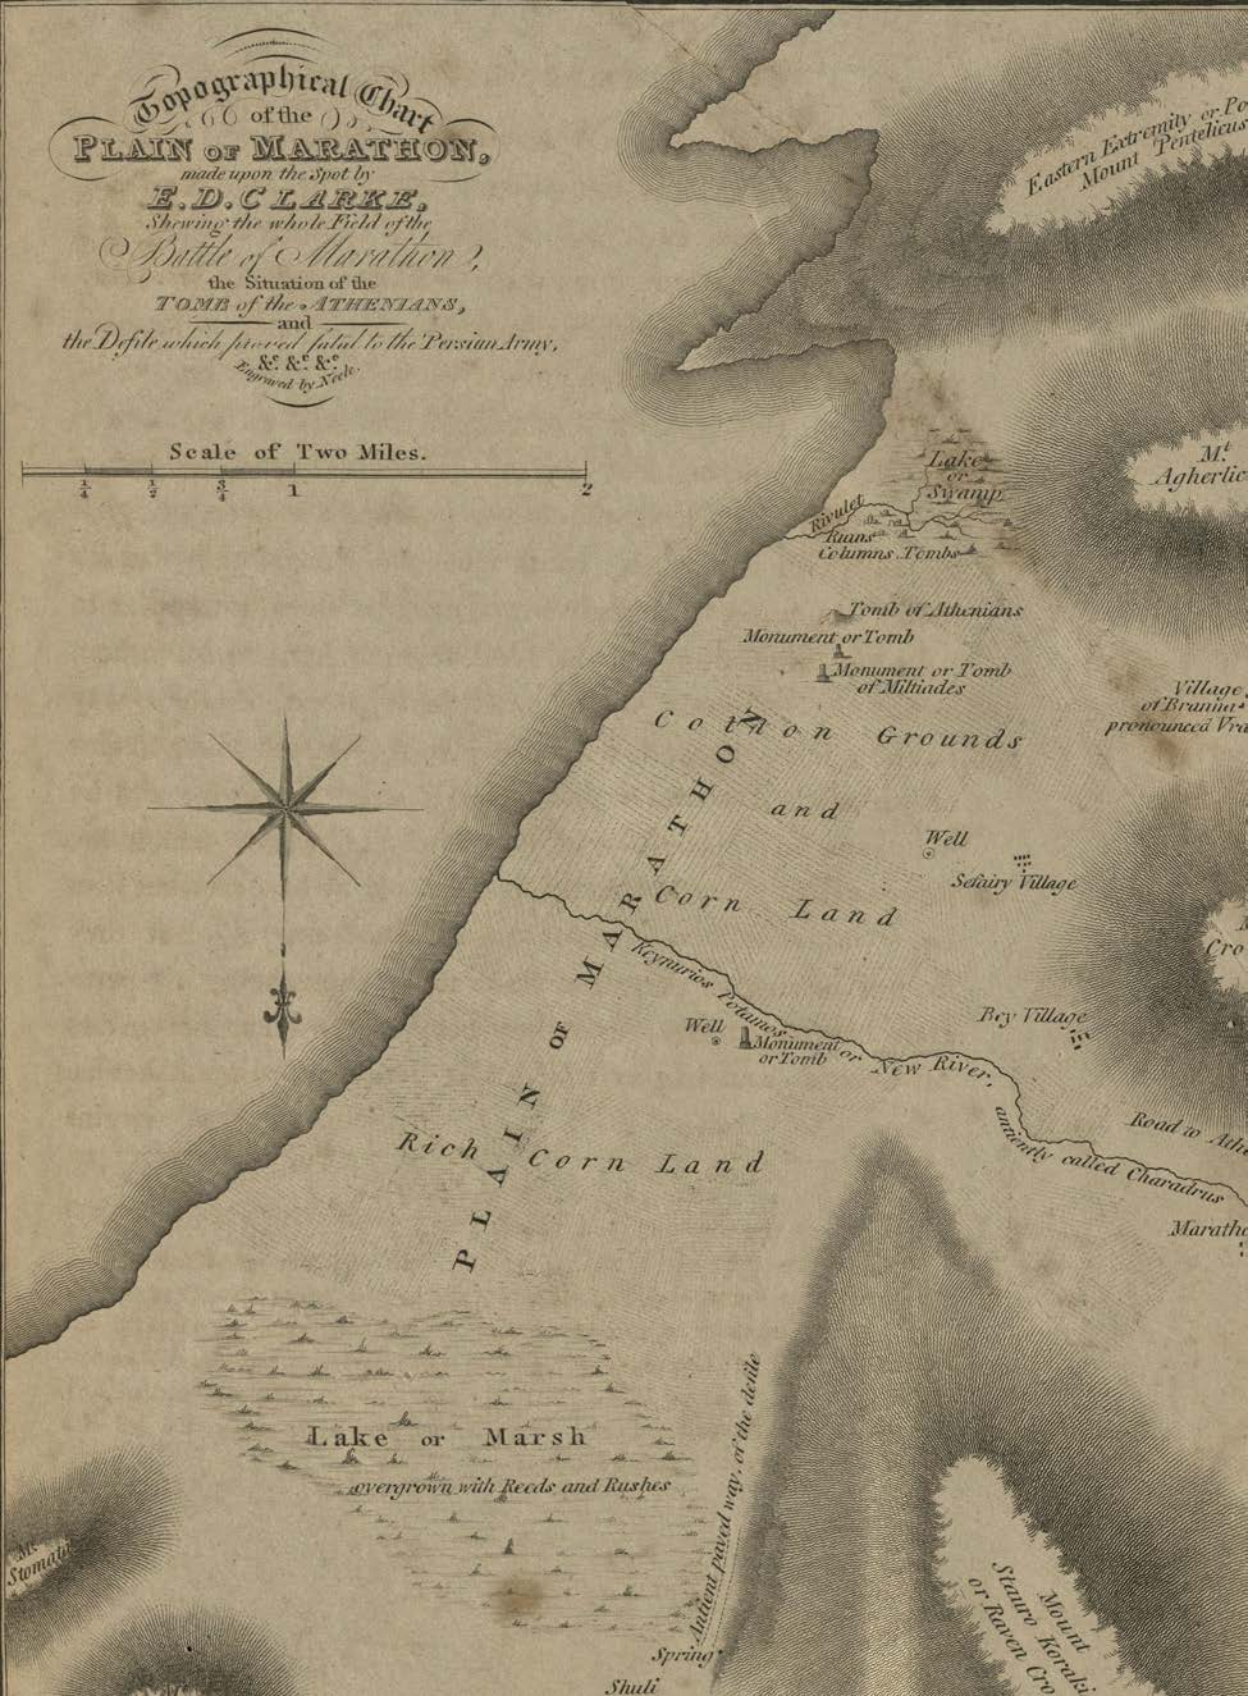 Topographical Chart
of the
PLAIN OF MARATHON,
made upon the Spot by
E. D. CLARKE,
Shewing the whole Field of the
Battle of Marathon,
the Situation of the
TOMB of the ATHENIANS,
and
the Defile which proved fatal to the Persian Army,
&c. &c. &c.
Engraved by Neele.
Scale of Two Miles.
1/4 1/2 3/4 1 2
Eastern Extremity or Po
Mount Pentelicus
Mt.
Agherlic
Lake
or
Swamp
Rivulet
Ruins
Columns Tombs
Tomb of Athenians
Monument or Tomb
Monument or Tomb
of Miltiades
Village
of Branna
pronounced Vra
Cotton Grounds
and
Corn Land
Well
Sefairy Village
Cro
PLAIN OF MARATHON
Keynurios Potamos or New River,
antiently called Charadrus
Bey Village
Well
Monument
or Tomb
Road to Athe
Maratho
Rich Corn Land
Lake or Marsh
overgrown with Reeds and Rushes
Antient paved way, of the defile
Mt.
Stomata
Mount
Stauro Koraki
or Raven Cro
Spring
Shuli